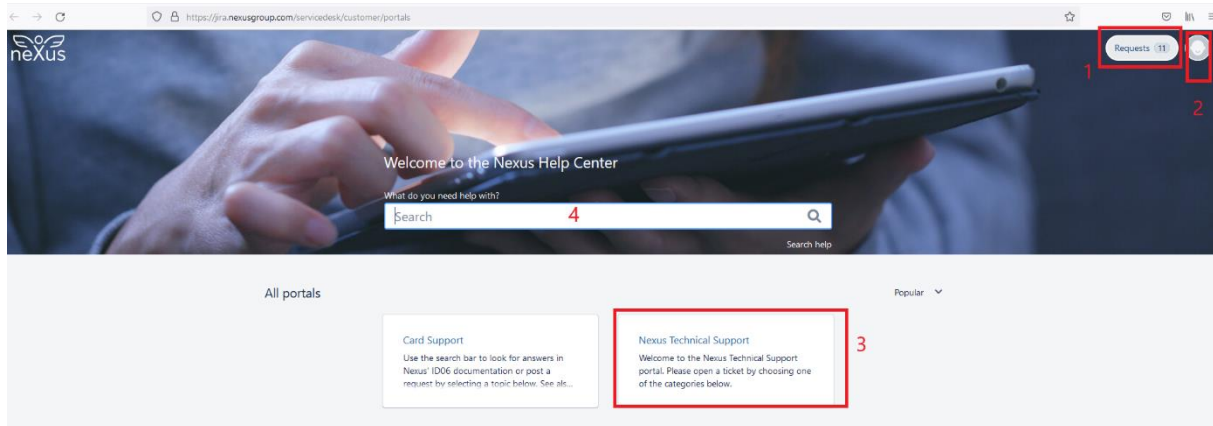 https://jira.nexusgroup.com/servicedesk/customer/portals
neXus
Requests 11
1
2
Welcome to the Nexus Help Center
What do you need help with?
Search
4
Search help
All portals
Popular
Card Support
Use the search bar to look for answers in
Nexus' ID06 documentation or post a
request by selecting a topic below. See als...
Nexus Technical Support
Welcome to the Nexus Technical Support
portal. Please open a ticket by choosing one
of the categories below.
3